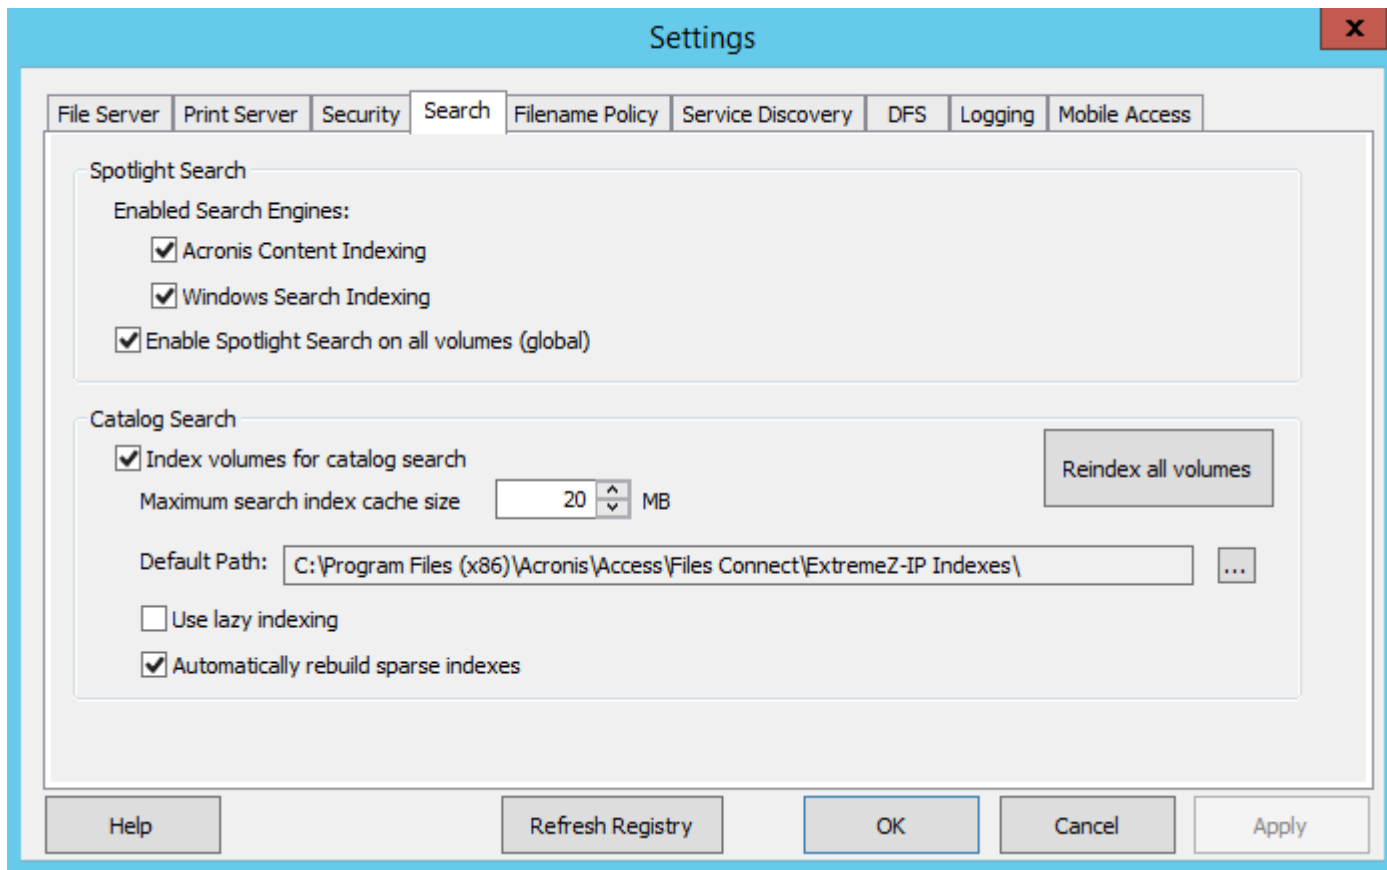 Settings
x
File Server Print Server Security Search Filename Policy Service Discovery DFS Logging Mobile Access
Spotlight Search
Enabled Search Engines:
Acronis Content Indexing
Windows Search Indexing
Enable Spotlight Search on all volumes (global)
Catalog Search
Index volumes for catalog search
Reindex all volumes
Maximum search index cache size 20 MB
Default Path: C:\Program Files (x86)\Acronis\Access\Files Connect\ExtremeZ-IP Indexes\ ...
Use lazy indexing
Automatically rebuild sparse indexes
Help Refresh Registry OK Cancel Apply